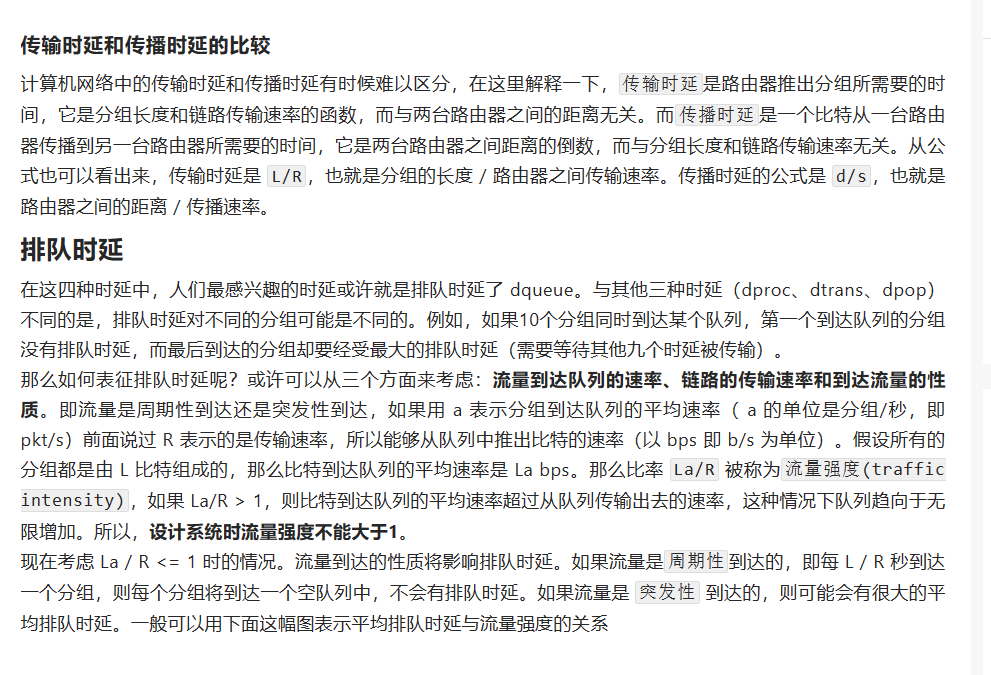 传输时延和传播时延的比较
计算机网络中的传输时延和传播时延有时候难以区分，在这里解释一下，传输时延是路由器推出分组所需要的时
间，它是分组长度和链路传输速率的函数，而与两台路由器之间的距离无关。而传播时延是一个比特从一台路由
器传播到另一台路由器所需要的时间，它是两台路由器之间距离的倒数，而与分组长度和链路传输速率无关。从公
式也可以看出来，传输时延是 L/R，也就是分组的长度 / 路由器之间传输速率。传播时延的公式是 d/s，也就是
路由器之间的距离 / 传播速率。
排队时延
在这四种时延中，人们最感兴趣的时延或许就是排队时延了 dqueue。与其他三种时延（dproc、dtrans、dpop）
不同的是，排队时延对不同的分组可能是不同的。例如，如果10个分组同时到达某个队列，第一个到达队列的分组
没有排队时延，而最后到达的分组却要经受最大的排队时延（需要等待其他九个时延被传输）。
那么如何表征排队时延呢？或许可以从三个方面来考虑：流量到达队列的速率、链路的传输速率和到达流量的性
质。即流量是周期性到达还是突发性到达，如果用 a 表示分组到达队列的平均速率（ a 的单位是分组/秒，即
pkt/s）前面说过 R 表示的是传输速率，所以能够从队列中推出比特的速率（以 bps 即 b/s 为单位）。假设所有的
分组都是由 L 比特组成的，那么比特到达队列的平均速率是 La bps。那么比率 La/R 被称为流量强度(traffic
intensity)，如果 La/R > 1，则比特到达队列的平均速率超过从队列传输出去的速率，这种情况下队列趋向于无
限增加。所以，设计系统时流量强度不能大于1。
现在考虑 La / R <= 1 时的情况。流量到达的性质将影响排队时延。如果流量是周期性到达的，即每 L / R 秒到达
一个分组，则每个分组将到达一个空队列中，不会有排队时延。如果流量是 突发性 到达的，则可能会有很大的平
均排队时延。一般可以用下面这幅图表示平均排队时延与流量强度的关系